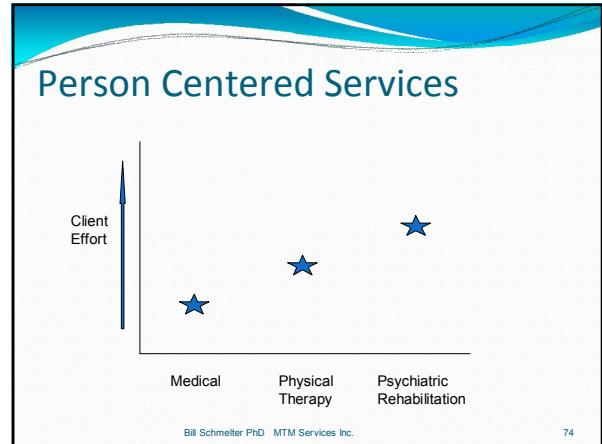 Person Centered Services
Client
Effort
Medical
Physical
Therapy
Psychiatric
Rehabilitation
Bill Schmelter PhD MTM Services Inc.
74